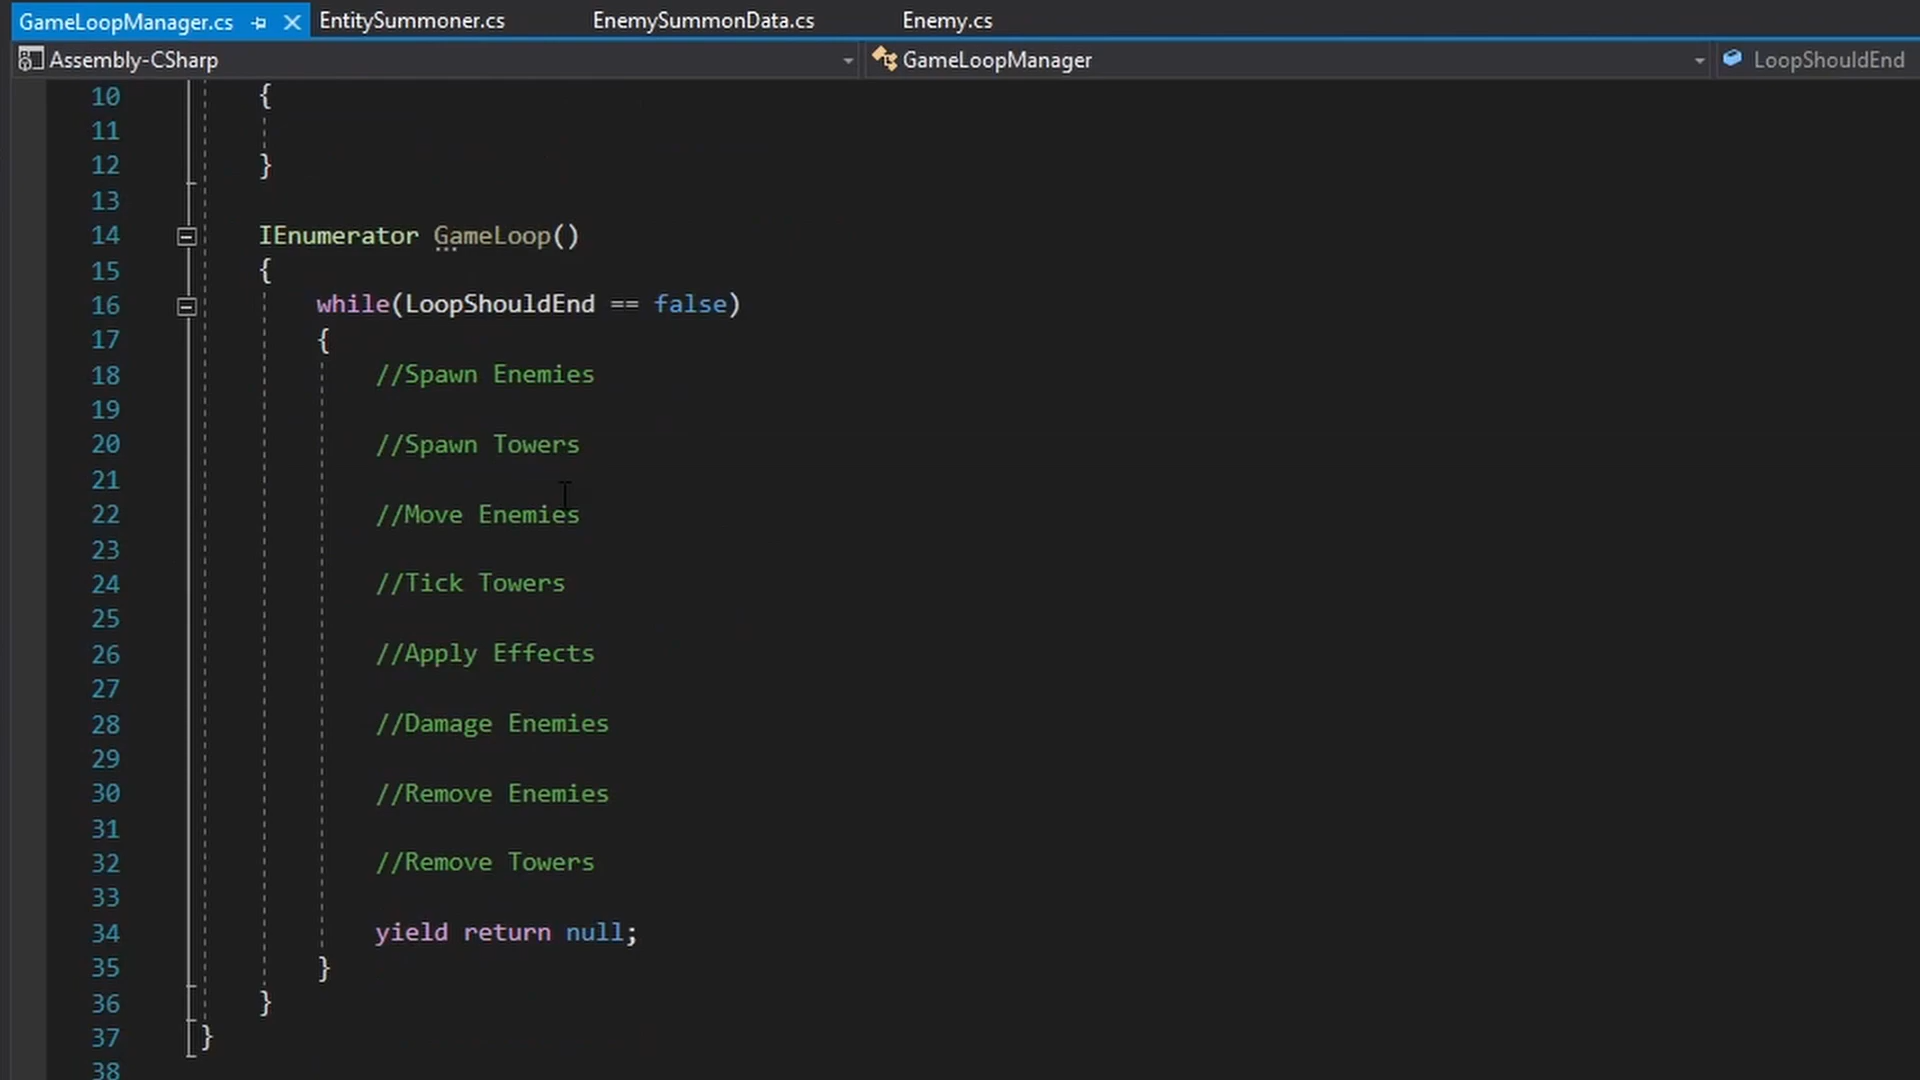 GameLoopManager.cs EntitySummoner.cs EnemySummonData.cs Enemy.cs
Assembly-CSharp GameLoopManager LoopShouldEnd
10 {
11
12 }
13
14 IEnumerator GameLoop()
15 {
16 while(LoopShouldEnd == false)
17 {
18 //Spawn Enemies
19
20 //Spawn Towers
21
22 //Move Enemies
23
24 //Tick Towers
25
26 //Apply Effects
27
28 //Damage Enemies
29
30 //Remove Enemies
31
32 //Remove Towers
33
34 yield return null;
35 }
36 }
37 }
38